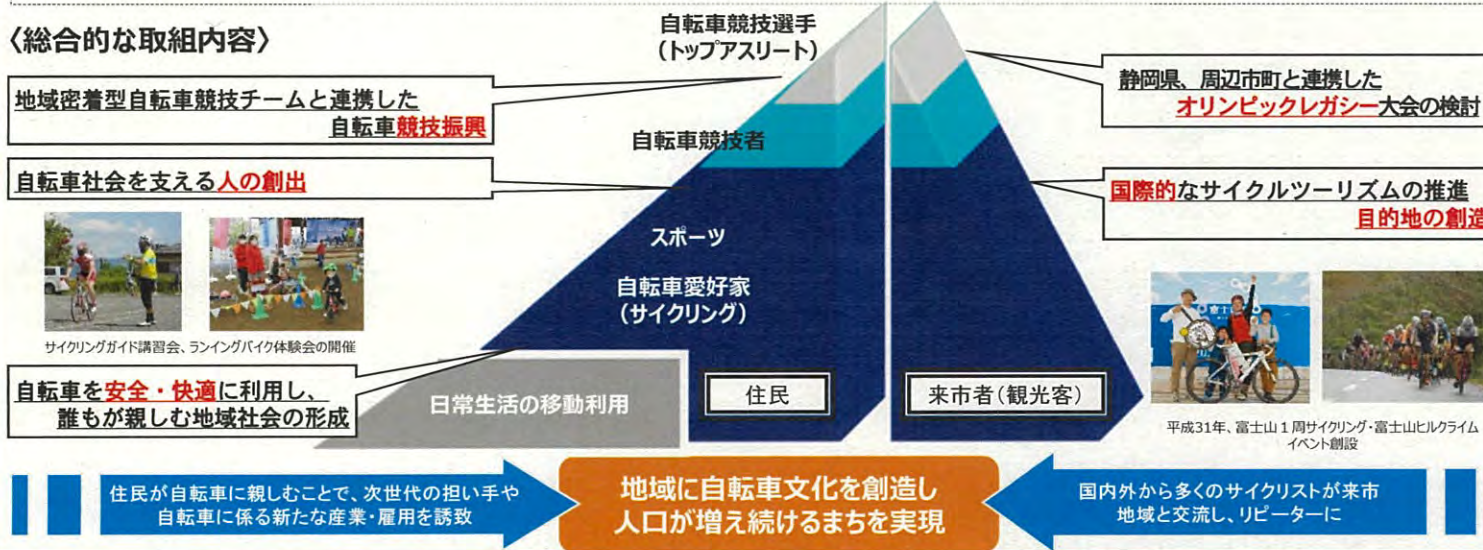 〈総合的な取組内容〉
地域密着型自転車競技チームと連携した
自転車競技振興
自転車社会を支える人の創出
サイクリングガイド講習会、ランイングバイク体験会の開催
自転車を安全・快適に利用し、
誰もが親しむ地域社会の形成
自転車競技選手
（トップアスリート）
自転車競技者
スポーツ
自転車愛好家
（サイクリング）
日常生活の移動利用
住民
来市者（観光客）
静岡県、周辺市町と連携した
オリンピックレガシー大会の検討
国際的なサイクルツーリズムの推進
目的地の創造
平成31年、富士山１周サイクリング・富士山ヒルクライム
イベント創設
住民が自転車に親しむことで、次世代の担い手や
自転車に係る新たな産業・雇用を誘致
地域に自転車文化を創造し
人口が増え続けるまちを実現
国内外から多くのサイクリストが来市
地域と交流し、リピーターに